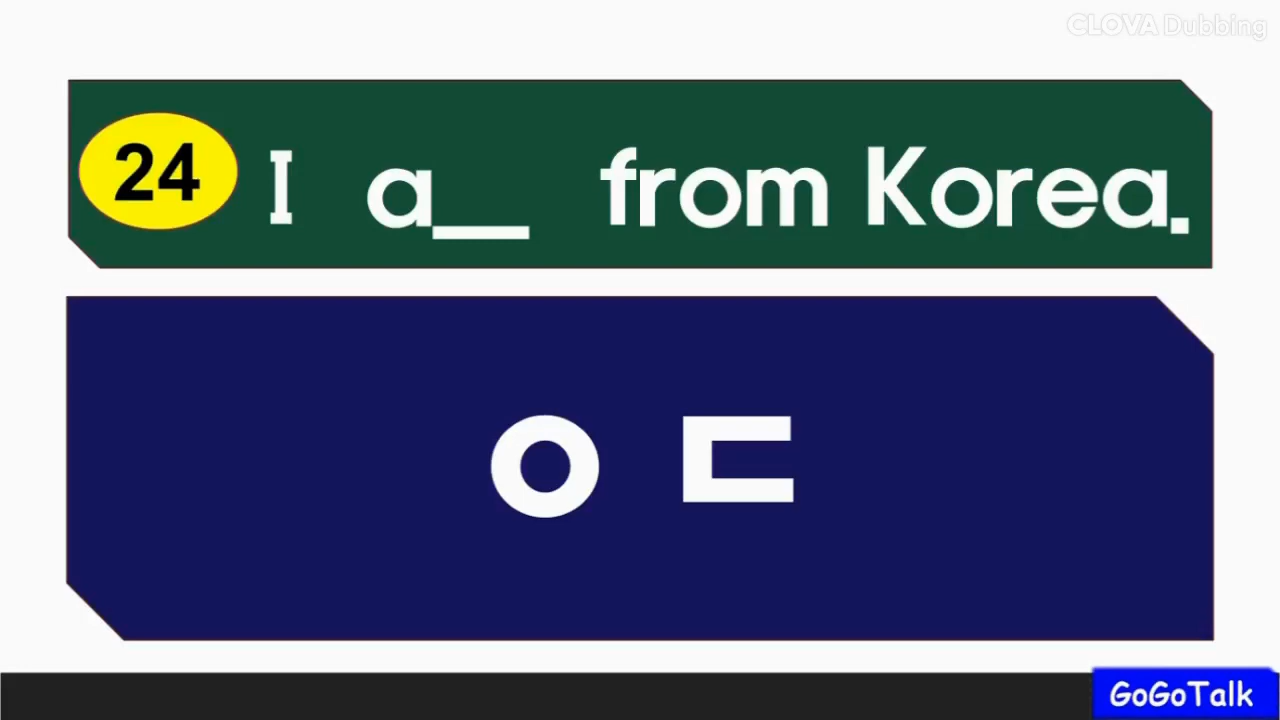 CLOVA Dubbing
24 I a__ from Korea.
ㅇ ㄷ
GoGoTalk